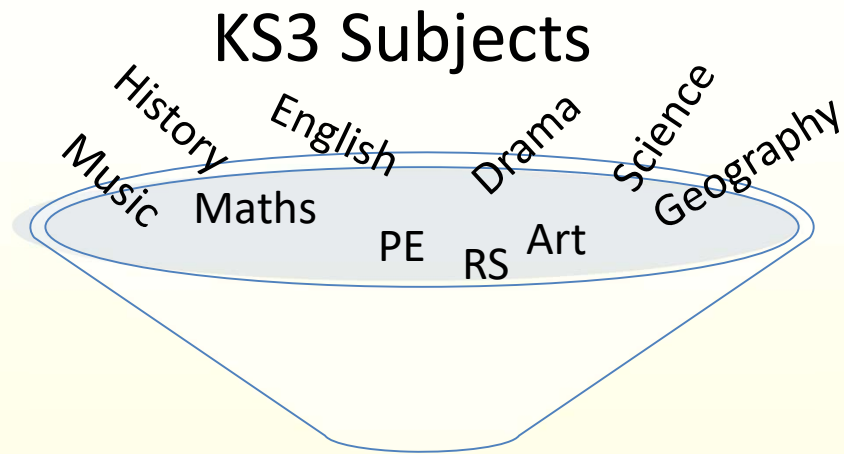 KS3 Subjects
History
English
Drama
Science
Geography
Music
Maths
PE
RS
Art